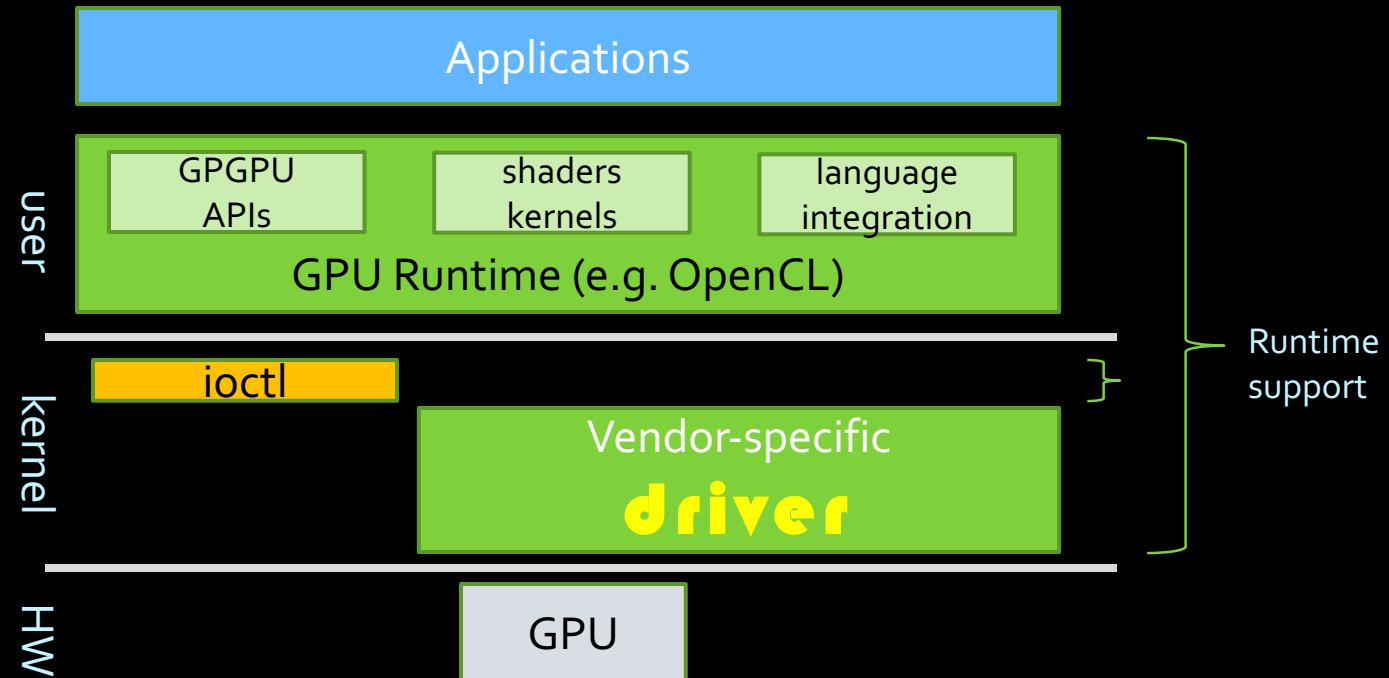 Applications
user
GPGPU
APIs
shaders
kernels
language
integration
GPU Runtime (e.g. OpenCL)
Runtime
support
kernel
ioctl
Vendor-specific
driver
HW
GPU